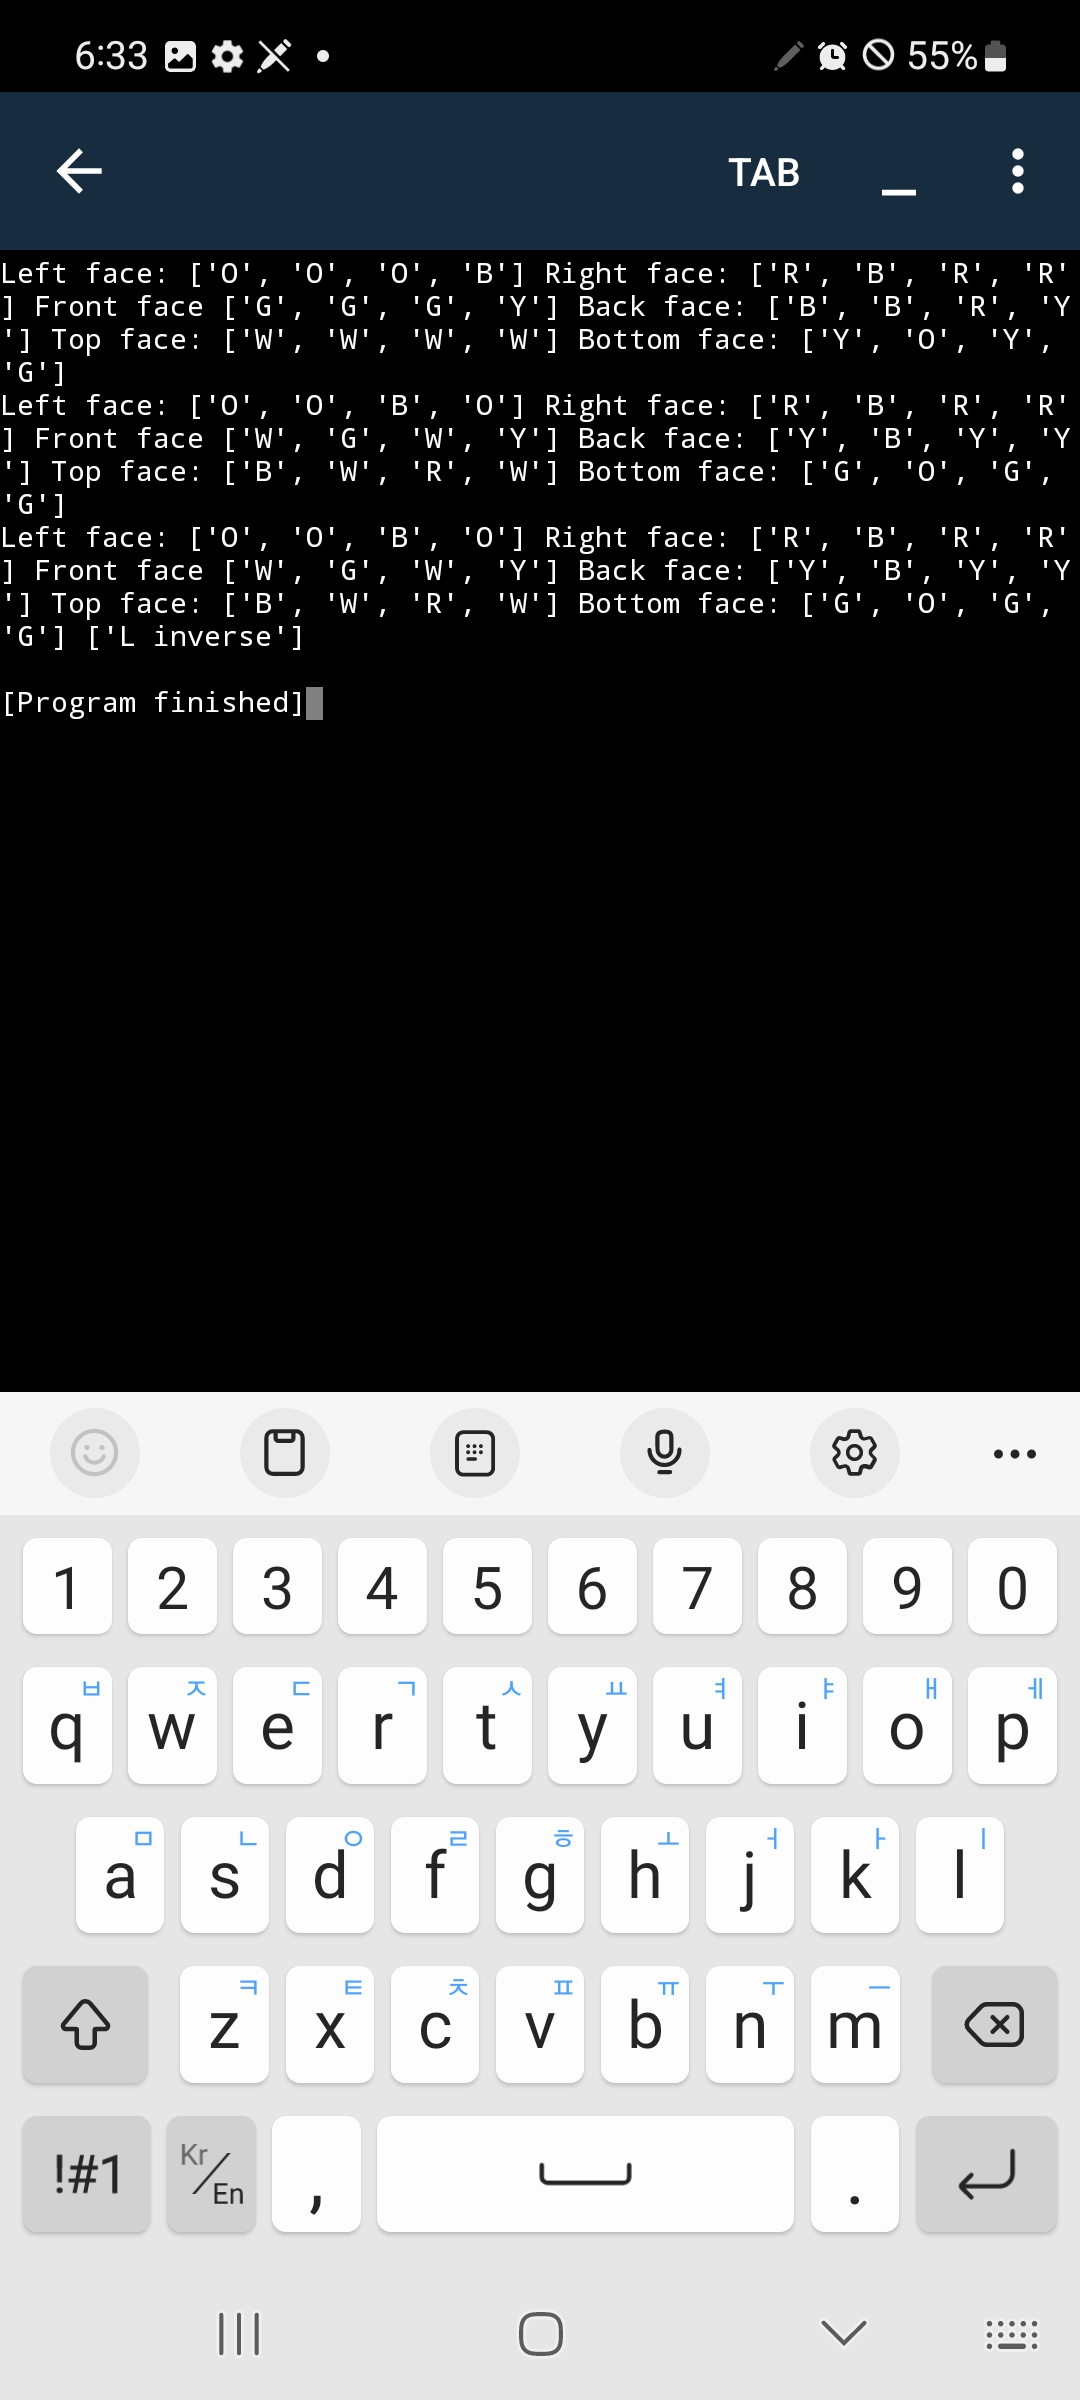 6:33 55%
TAB
Left face: ['O', 'O', 'O', 'B'] Right face: ['R', 'B', 'R', 'R'
] Front face ['G', 'G', 'G', 'Y'] Back face: ['B', 'B', 'R', 'Y
'] Top face: ['W', 'W', 'W', 'W'] Bottom face: ['Y', 'O', 'Y',
'G']
Left face: ['O', 'O', 'B', 'O'] Right face: ['R', 'B', 'R', 'R'
] Front face ['W', 'G', 'W', 'Y'] Back face: ['Y', 'B', 'Y', 'Y
'] Top face: ['B', 'W', 'R', 'W'] Bottom face: ['G', 'O', 'G',
'G']
Left face: ['O', 'O', 'B', 'O'] Right face: ['R', 'B', 'R', 'R'
] Front face ['W', 'G', 'W', 'Y'] Back face: ['Y', 'B', 'Y', 'Y
'] Top face: ['B', 'W', 'R', 'W'] Bottom face: ['G', 'O', 'G',
'G'] ['L inverse']
[Program finished]
1 2 3 4 5 6 7 8 9 0
ㅂ ㅈ ㄷ ㄱ ㅅ ㅛ ㅕ ㅑ ㅐ ㅔ
q w e r t y u i o p
ㅁ ㄴ ㅇ ㄹ ㅎ ㅗ ㅓ ㅏ ㅣ
a s d f g h j k l
ㅋ ㅌ ㅊ ㅍ ㅠ ㅜ ㅡ
z x c v b n m
!#1 Kr/En , .